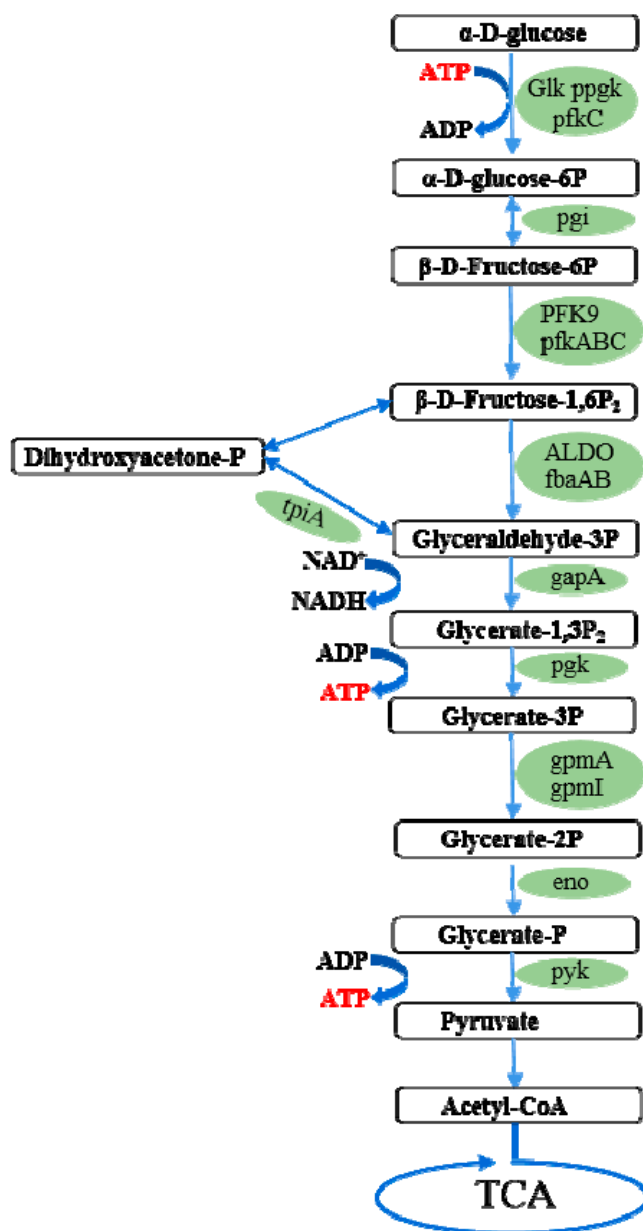 α-D-glucose
ATP
Glk ppgk
pfkC
ADP
α-D-glucose-6P
pgi
β-D-Fructose-6P
PFK9
pfkABC
β-D-Fructose-1,6P₂
Dihydroxyacetone-P
ALDO
fbaAB
tpiA
Glyceraldehyde-3P
NAD⁺
gapA
NADH
Glycerate-1,3P₂
ADP
pgk
ATP
Glycerate-3P
gpmA
gpmI
Glycerate-2P
eno
Glycerate-P
ADP
pyk
ATP
Pyruvate
Acetyl-CoA
TCA